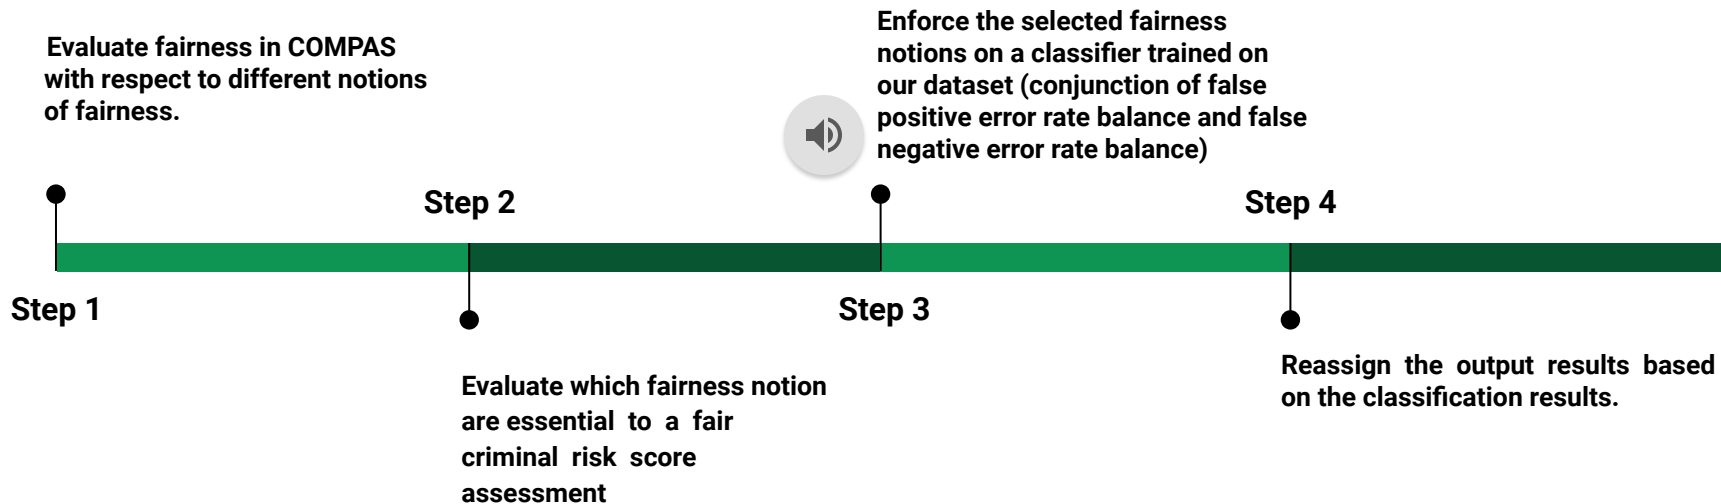 Step 1
Evaluate fairness in COMPAS
with respect to different notions
of fairness.
Step 2
Evaluate which fairness notion
are essential to a fair
criminal risk score
assessment
Step 3
Enforce the selected fairness
notions on a classifier trained on
our dataset (conjunction of false
positive error rate balance and false
negative error rate balance)
Step 4
Reassign the output results based
on the classification results.